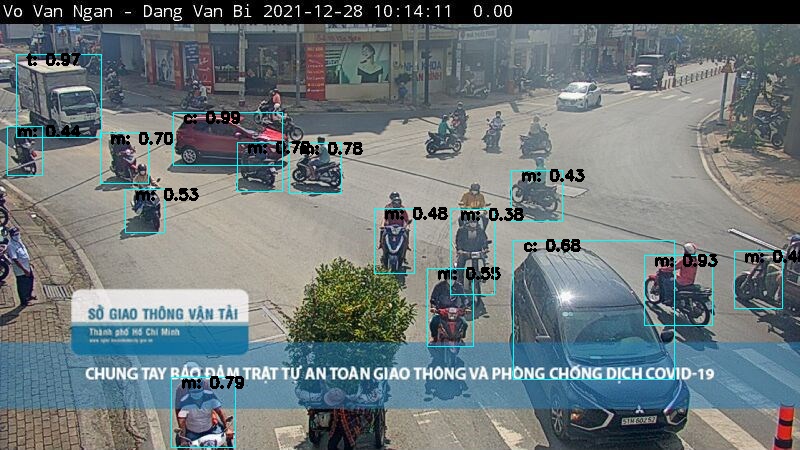 Vo Van Ngan - Dang Van Bi 2021-12-28 10:14:11 0.00
t: 0.97
c: 0.99
m: 0.44
m: 0.70
m: 0.78
m: 0.53
m: 0.43
m: 0.48
m: 0.38
c: 0.68
m: 0.93
m: 0.55
SỞ GIAO THÔNG VẬN TẢI
Thành phố Hồ Chí Minh
CHUNG TAY BẢO ĐẢM TRẬT TỰ AN TOÀN GIAO THÔNG VÀ PHÒNG CHỐNG DỊCH COVID-19
m: 0.79